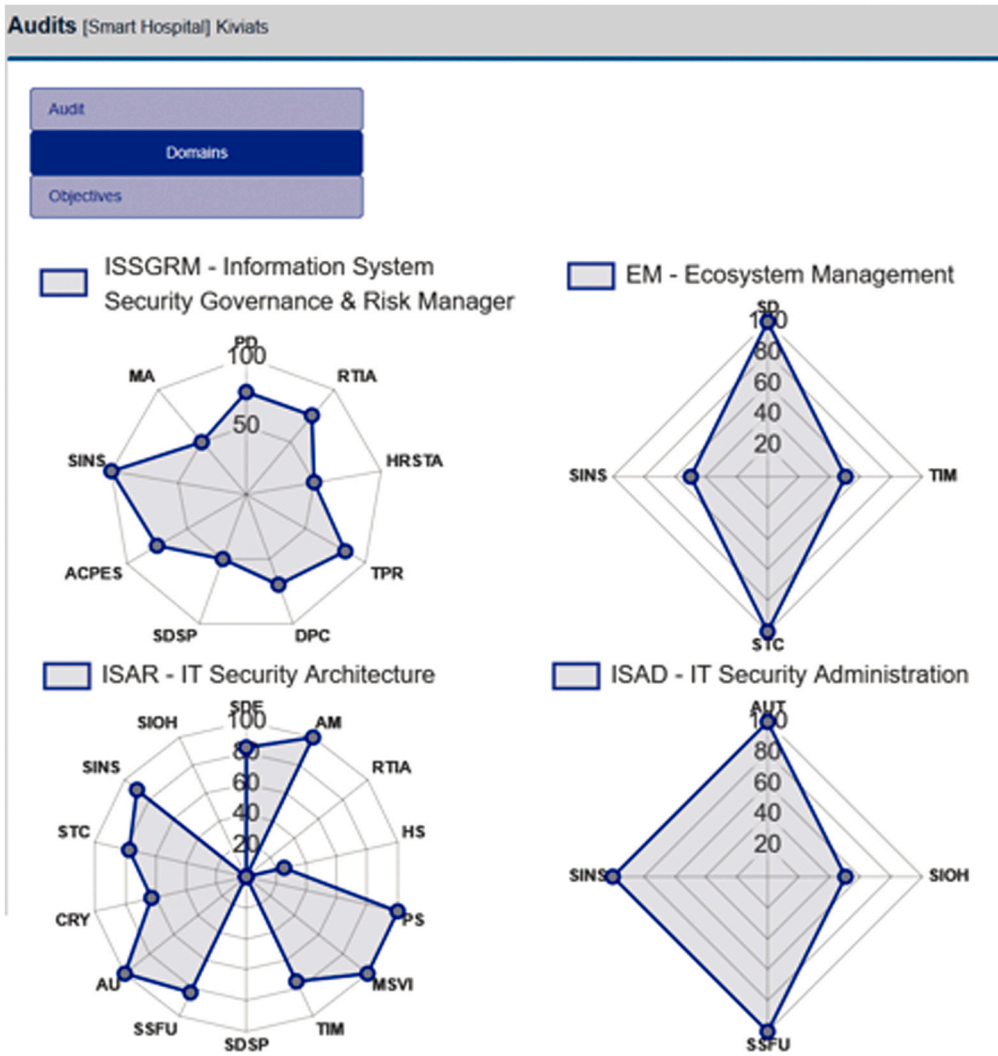 Audits [Smart Hospital] Kiviats
Audit
Domains
Objectives
ISSGRM - Information System
Security Governance & Risk Manager
PD
100
50
RTIA
HRSTA
TPR
DPC
SDSP
ACPES
SINS
MA
EM - Ecosystem Management
SD
100
80
60
40
20
TIM
STC
SINS
ISAR - IT Security Architecture
SDE
100
80
60
40
20
AM
RTIA
HS
PS
MSVI
TIM
SDSP
SSFU
AU
CRY
STC
SINS
SIOH
ISAD - IT Security Administration
AUT
100
80
60
40
20
SIOH
SSFU
SINS